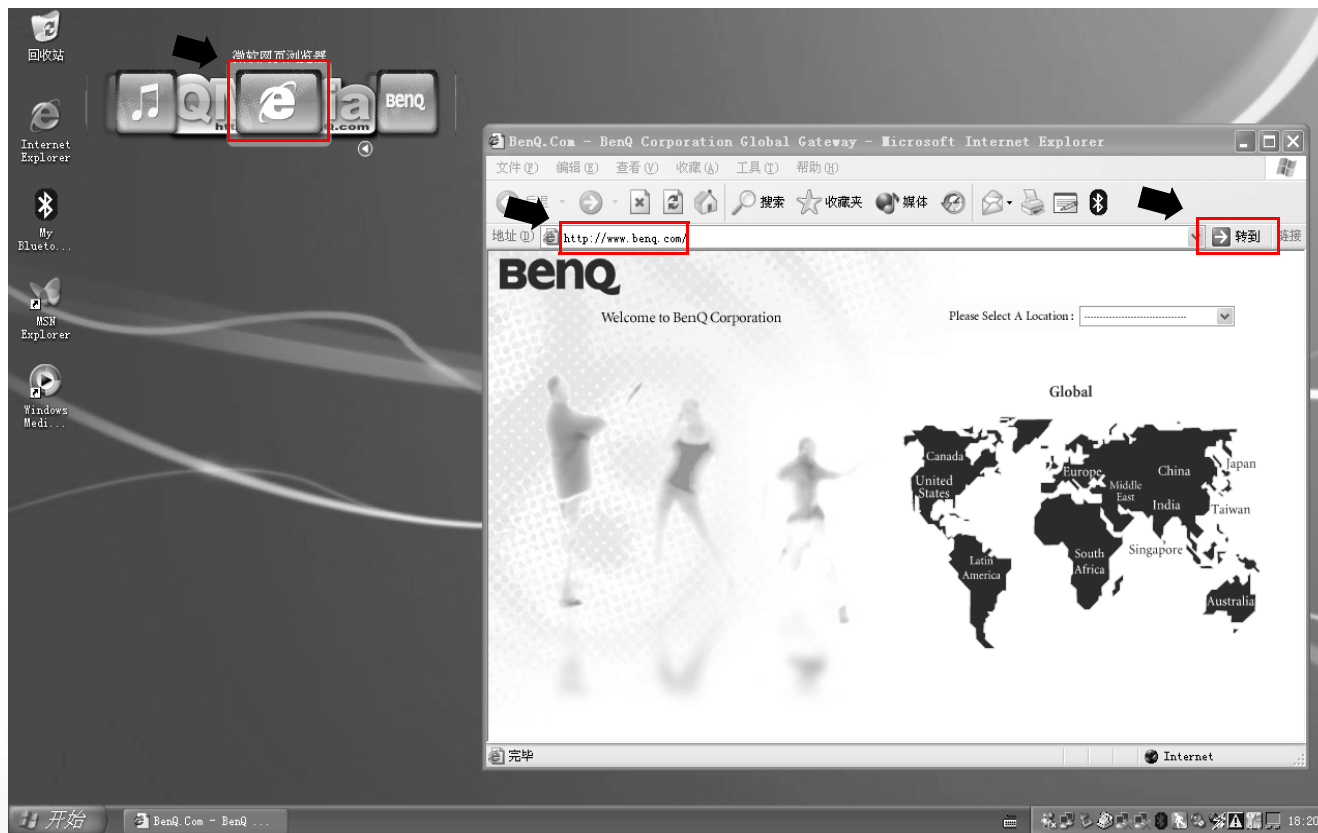 回收站
Internet
Explorer
My
Blueto...
MSN
Explorer
Windows
Medi...
微软网页浏览器
BenQ
BenQ.Com - BenQ Corporation Global Gateway - Microsoft Internet Explorer
文件(F) 编辑(E) 查看(V) 收藏(A) 工具(T) 帮助(H)
搜索 收藏夹 媒体
地址(D) http://www.benq.com/ 转到 链接
BenQ
Welcome to BenQ Corporation
Please Select A Location :
Global
Canada
United
States
Latin
America
Europe
Middle
East
South
Africa
China
India
Japan
Taiwan
Singapore
Australia
完毕 Internet
开始 BenQ.Com - BenQ ... 18:20